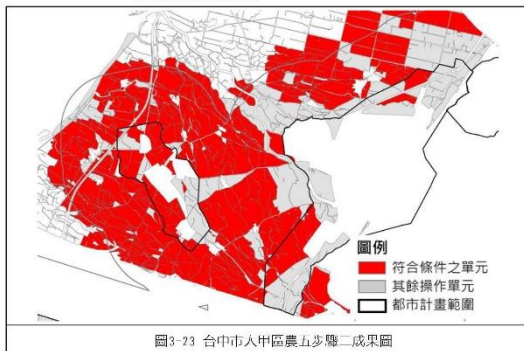 圖例
符合條件之單元
其餘操作單元
都市計畫範圍
圖3-23 台中市大甲區農五步驟二成果圖